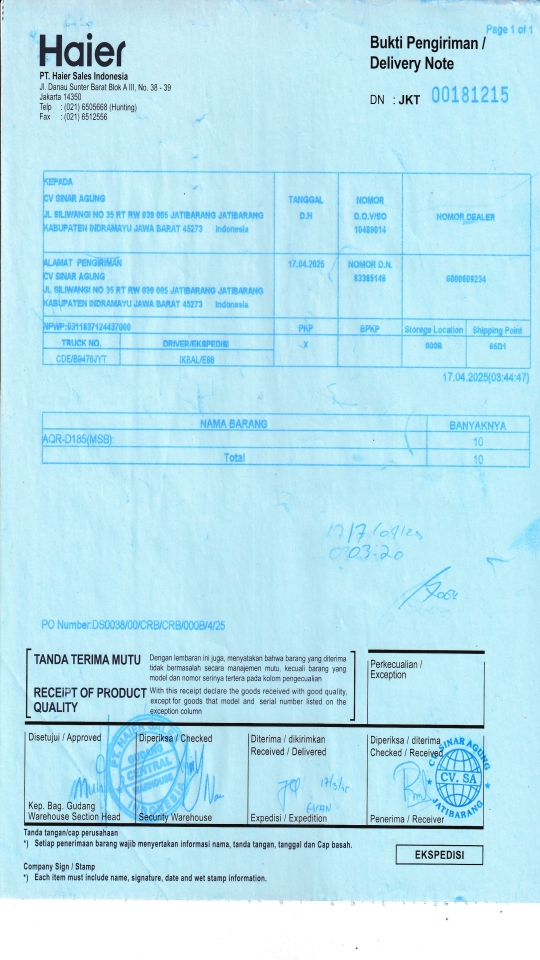 Page 1 of 1
Haier
Bukti Pengiriman /
Delivery Note
PT. Haier Sales Indonesia
Jl. Danau Sunter Barat Blok A III, No. 38 - 39
Jakarta 14350
Telp : (021) 6505668 (Hunting)
Fax : (021) 6512556
DN : JKT 00181215
KEPADA
CV SINAR AGUNG
JL SILIWANGI NO 35 RT RW 039 005 JATIBARANG JATIBARANG
KABUPATEN INDRAMAYU JAWA BARAT 45273 Indonesia
TANGGAL
D.N
NOMOR
D.O.V/SO
NOMOR DEALER
ALAMAT PENGIRIMAN
CV SINAR AGUNG
JL SILIWANGI NO 35 RT RW 039 005 JATIBARANG JATIBARANG
KABUPATEN INDRAMAYU JAWA BARAT 45273 Indonesia
17.04.2025
NOMOR D.N.
83385146
NPWP:0311837124437000
PKP
BPKP
Storage Location
Shipping Point
TRUCK NO.
DRIVER/EKSPEDISI
X
000B
CDE/B9476JYT
IKBAL/E88
17.04.2025(03:44:47)
NAMA BARANG
BANYAKNYA
AQR-D185(MSB):
10
Total
10
PO Number:DS0038/00/CRB/CRB/000B/4/25
TANDA TERIMA MUTU
Dengan lembaran ini juga, menyatakan bahwa barang yang diterima
tidak bermasalah secara manajemen mutu, kecuali barang yang
model dan nomor serinya tertera pada kolom pengecualian
RECEIPT OF PRODUCT
QUALITY
With this receipt declare the goods received with good quality,
except for goods that model and serial number listed on the
exception column
Perkecualian /
Exception
Disetujui / Approved
Diperiksa / Checked
Diterima / dikirimkan
Received / Delivered
Diperiksa / diterima
Checked / Received
CENTRAL
WAREHOUSE
INDONESIA
SINAR AGUNG
CV. SA
JATIBARANG
Kep. Bag. Gudang
Warehouse Section Head
Security Warehouse
Expedisi / Expedition
Penerima / Receiver
Tanda tangan/cap perusahaan
*) Setiap penerimaan barang wajib menyertakan informasi nama, tanda tangan, tanggal dan Cap basah.
EKSPEDISI
Company Sign / Stamp
*) Each item must include name, signature, date and wet stamp information.